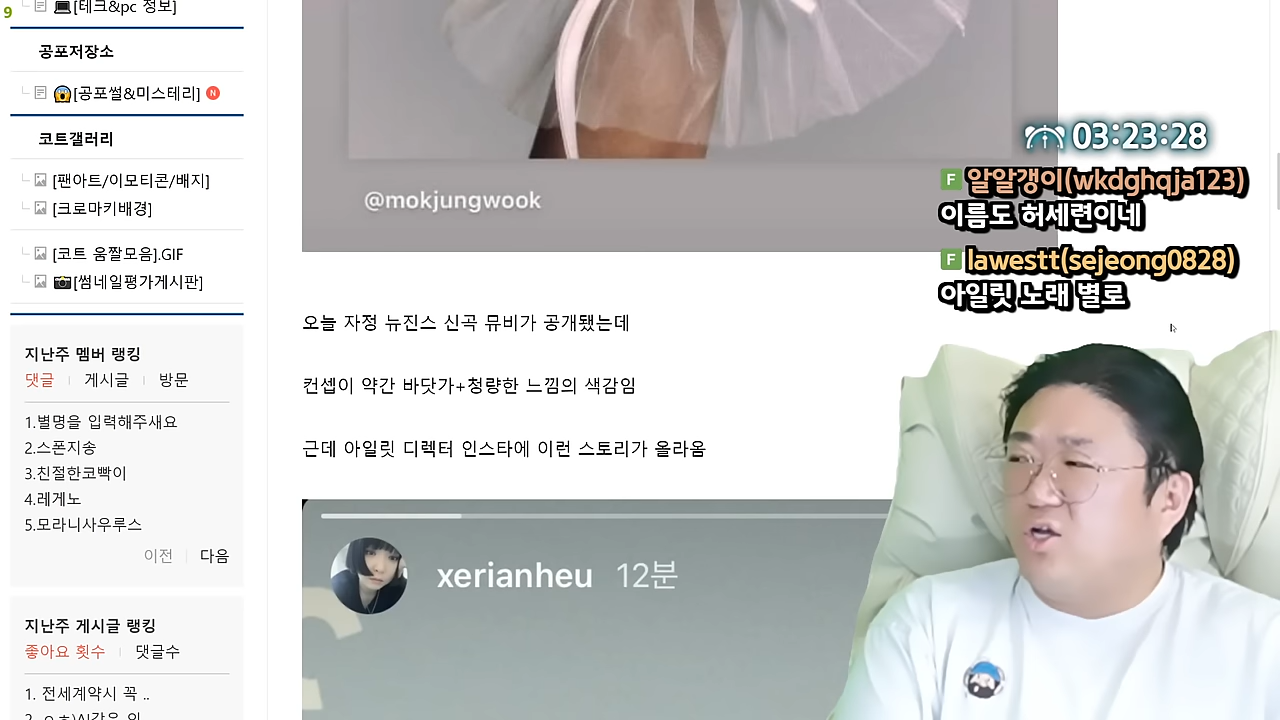 9
[테크&pc 정보]
공포저장소
[공포썰&미스테리] N
코트갤러리
[팬아트/이모티콘/배지]
[크로마키배경]
[코트 움짤모음].GIF
[썸네일평가게시판]
지난주 멤버 랭킹
댓글 게시글 방문
1.별명을 입력해주세요
2.스폰지송
3.친절한코빡이
4.레게노
5.모라니사우루스
이전 다음
지난주 게시글 랭킹
좋아요 횟수 댓글수
1. 전세계약시 꼭 ..
@mokjungwook
오늘 자정 뉴진스 신곡 뮤비가 공개됐는데
컨셉이 약간 바닷가+청량한 느낌의 색감임
근데 아일릿 디렉터 인스타에 이런 스토리가 올라옴
xerianheu 12분
03:23:28
F 알알갱이(wkdghqja123)
이름도 허세련이네
F lawestt(sejeong0828)
아일릿 노래 별로